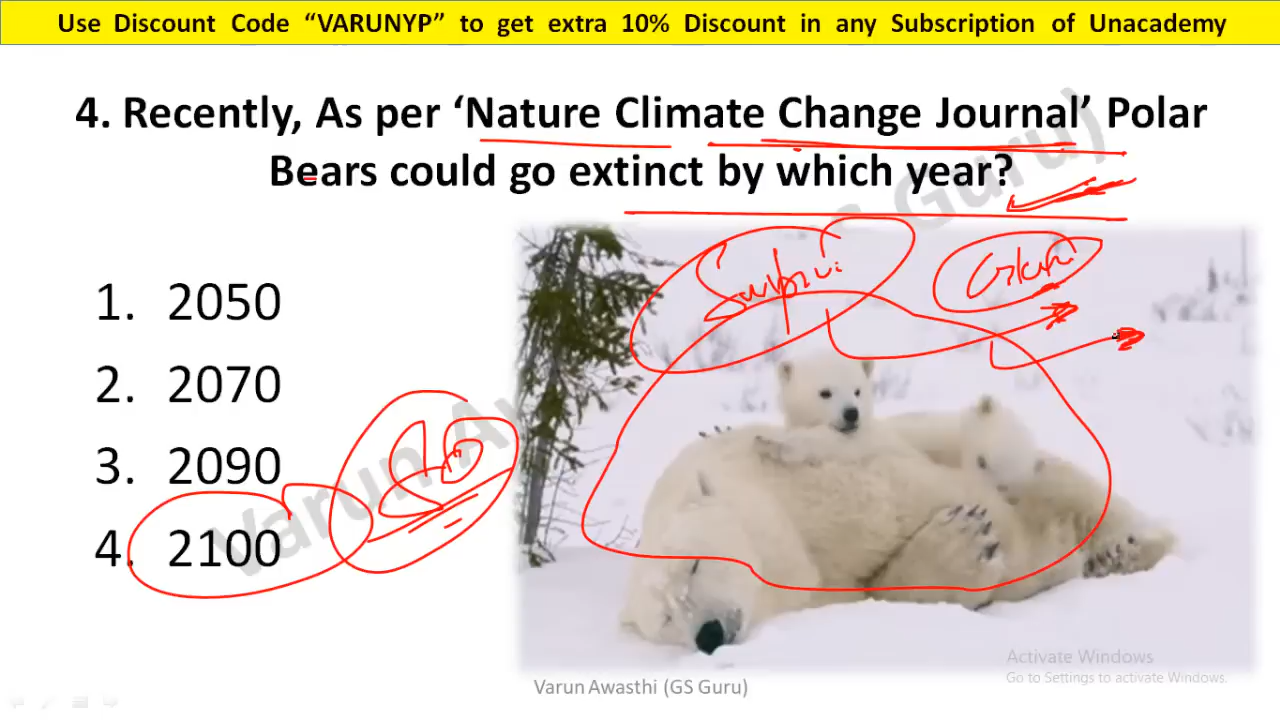 Use Discount Code “VARUNYP” to get extra 10% Discount in any Subscription of Unacademy
4. Recently, As per ‘Nature Climate Change Journal’ Polar
Bears could go extinct by which year?
1. 2050
2. 2070
3. 2090
4. 2100
Activate Windows
Go to Settings to activate Windows.
Varun Awasthi (GS Guru)